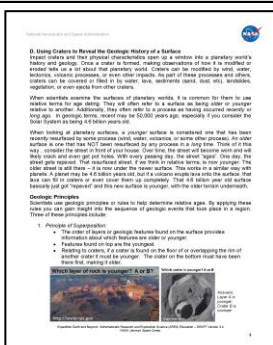 National Aeronautics and Space Administration
NASA
D. Using Craters to Reveal the Geologic History of a Surface
Impact craters and their physical characteristics open up a window into a planetary world's
history and geology. Once a crater is formed, making observations of how it is modified or
eroded tells us a lot about that planetary world. Craters can be modified by wind, water,
tectonics, volcanic processes, or even other impacts. As part of these processes and others,
craters can be covered or filled in by water, lava, sediments (sand, dust, etc), landslides,
vegetation, or even ejecta from other craters.
When scientists examine the surfaces of planetary worlds, it is common for them to use
relative terms for age dating. They will often refer to a surface as being older or younger
relative to another. Additionally, they often refer to a process as having occurred recently or
long ago. In geologic terms, recent may be 50,000 years ago, especially if you consider the
Solar System as being 4.6 billion years old.
When looking at planetary surfaces, a younger surface is considered one that has been
recently resurfaced by some process (wind, water, volcanics, or some other process). An older
surface is one that has NOT been resurfaced by any process in a long time. Think of it this
way...consider the street in front of your house. Over time, the street will become worn and will
likely crack and even get pot holes. With every passing day, the street "ages". One day, the
street gets repaved. That resurfaced street, if we think in relative terms, is now younger. The
older street is still there – it is now under the newer surface. This works in a similar way with
planets. A planet may be 4.6 billion years old, but if a volcano erupts lava onto the surface, that
lava can fill in craters or even cover them up completely. That 4.6 billion year old surface
basically just got "repaved" and this new surface is younger, with the older terrain underneath.
Geologic Principles
Scientists use geologic principles or rules to help determine relative ages. By applying these
rules you can gain insight into the sequence of geologic events that took place in a region.
Three of these principles include:
1. Principle of Superposition:
• The order of layers or geologic features found on the surface provides
information about which features are older or younger.
• Features found on top are the youngest.
• Relating to craters, if a crater is found on the floor of or overlapping the rim of
another crater it must be younger. The crater on the bottom must have been
there first, making it older.
Which layer of rock is younger? A or B?
Which crater is younger? A or B
Answers:
Layer A is
younger
Crater B is
younger